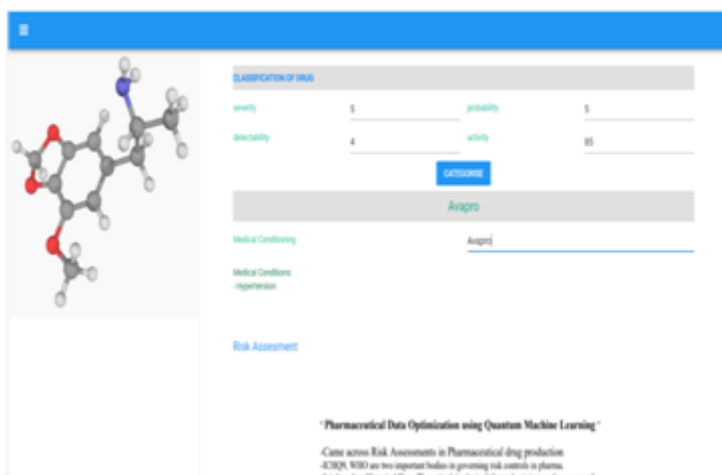 CLASSIFICATION OF DRUG
severity 5 probability 5
detectability 4 activity 85
CATEGORISE
Avapro
Medical Conditioning Avapro
Medical Conditions:
- Hypertension
Risk Assesment
" Pharmaceutical Data Optimization using Quantum Machine Learning "
-Came across Risk Assessments in Pharmaceutical drug production
-ICHQ9, WHO are two important bodies in governing risk controls in pharma.